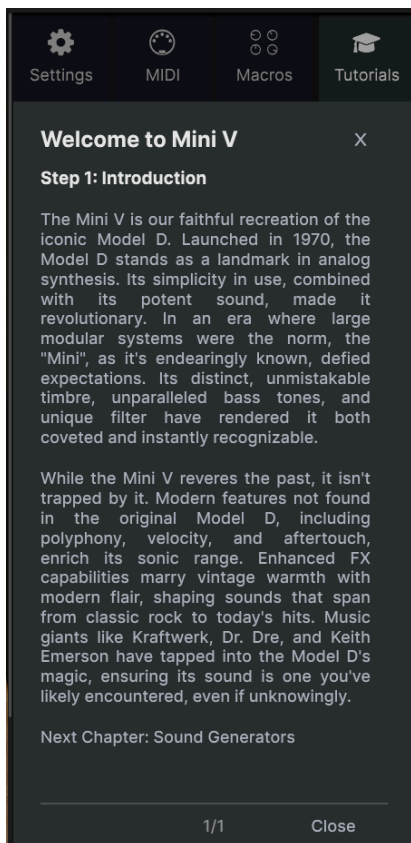 Settings MIDI Macros Tutorials
Welcome to Mini V X
Step 1: Introduction
The Mini V is our faithful recreation of the
iconic Model D. Launched in 1970, the
Model D stands as a landmark in analog
synthesis. Its simplicity in use, combined
with its potent sound, made it
revolutionary. In an era where large
modular systems were the norm, the
"Mini", as it's endearingly known, defied
expectations. Its distinct, unmistakable
timbre, unparalleled bass tones, and
unique filter have rendered it both
coveted and instantly recognizable.
While the Mini V reveres the past, it isn't
trapped by it. Modern features not found
in the original Model D, including
polyphony, velocity, and aftertouch,
enrich its sonic range. Enhanced FX
capabilities marry vintage warmth with
modern flair, shaping sounds that span
from classic rock to today's hits. Music
giants like Kraftwerk, Dr. Dre, and Keith
Emerson have tapped into the Model D's
magic, ensuring its sound is one you've
likely encountered, even if unknowingly.
Next Chapter: Sound Generators
1/1 Close